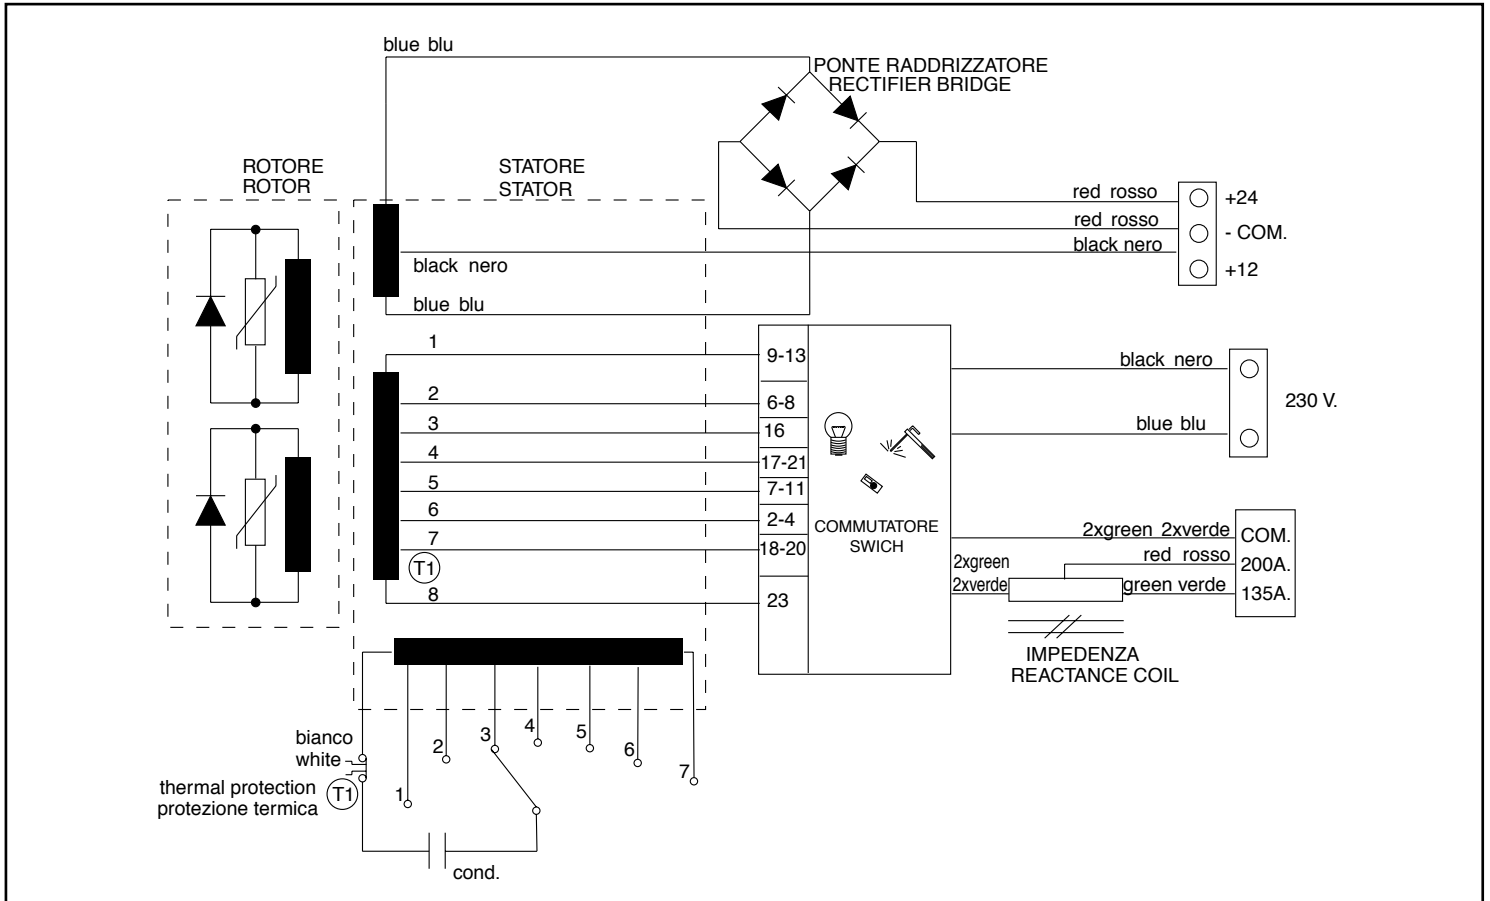 blue blu
PONTE RADDRIZZATORE
RECTIFIER BRIDGE
ROTORE
ROTOR
STATORE
STATOR
red rosso
+24
red rosso
- COM.
black nero
+12
black nero
blue blu
1
9-13
2
6-8
3
16
4
17-21
5
7-11
6
2-4
7
18-20
T1
8
23
COMMUTATORE
SWICH
black nero
230 V.
blue blu
2xgreen 2xverde
COM.
2xgreen
red rosso
200A.
2xverde
green verde
135A.
IMPEDENZA
REACTANCE COIL
bianco
white
thermal protection
protezione termica
T1
1
2
3
4
5
6
7
cond.